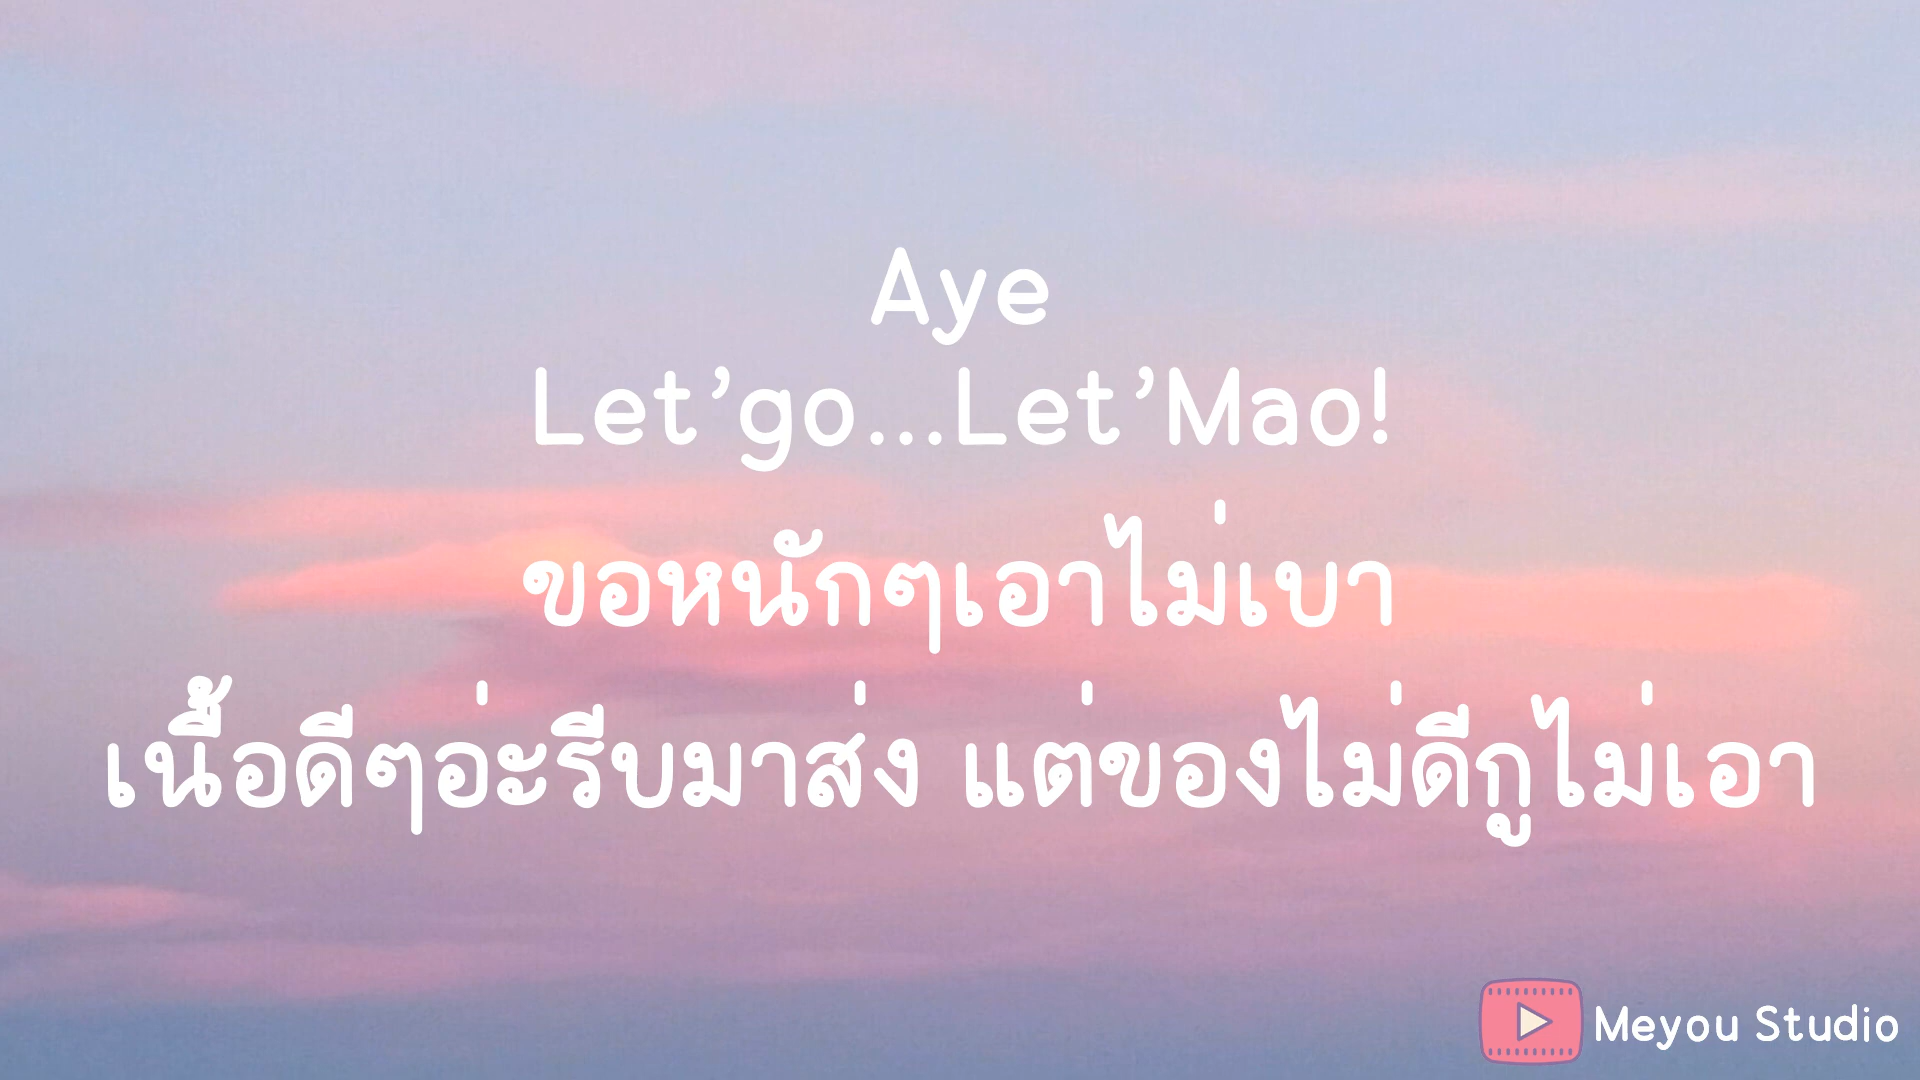 Aye
Let’go...Let’Mao!
ขอหนักๆเอาไม่เบา
เนื้อดีๆอ่ะรีบมาส่ง แต่ของไม่ดีกูไม่เอา
Meyou Studio